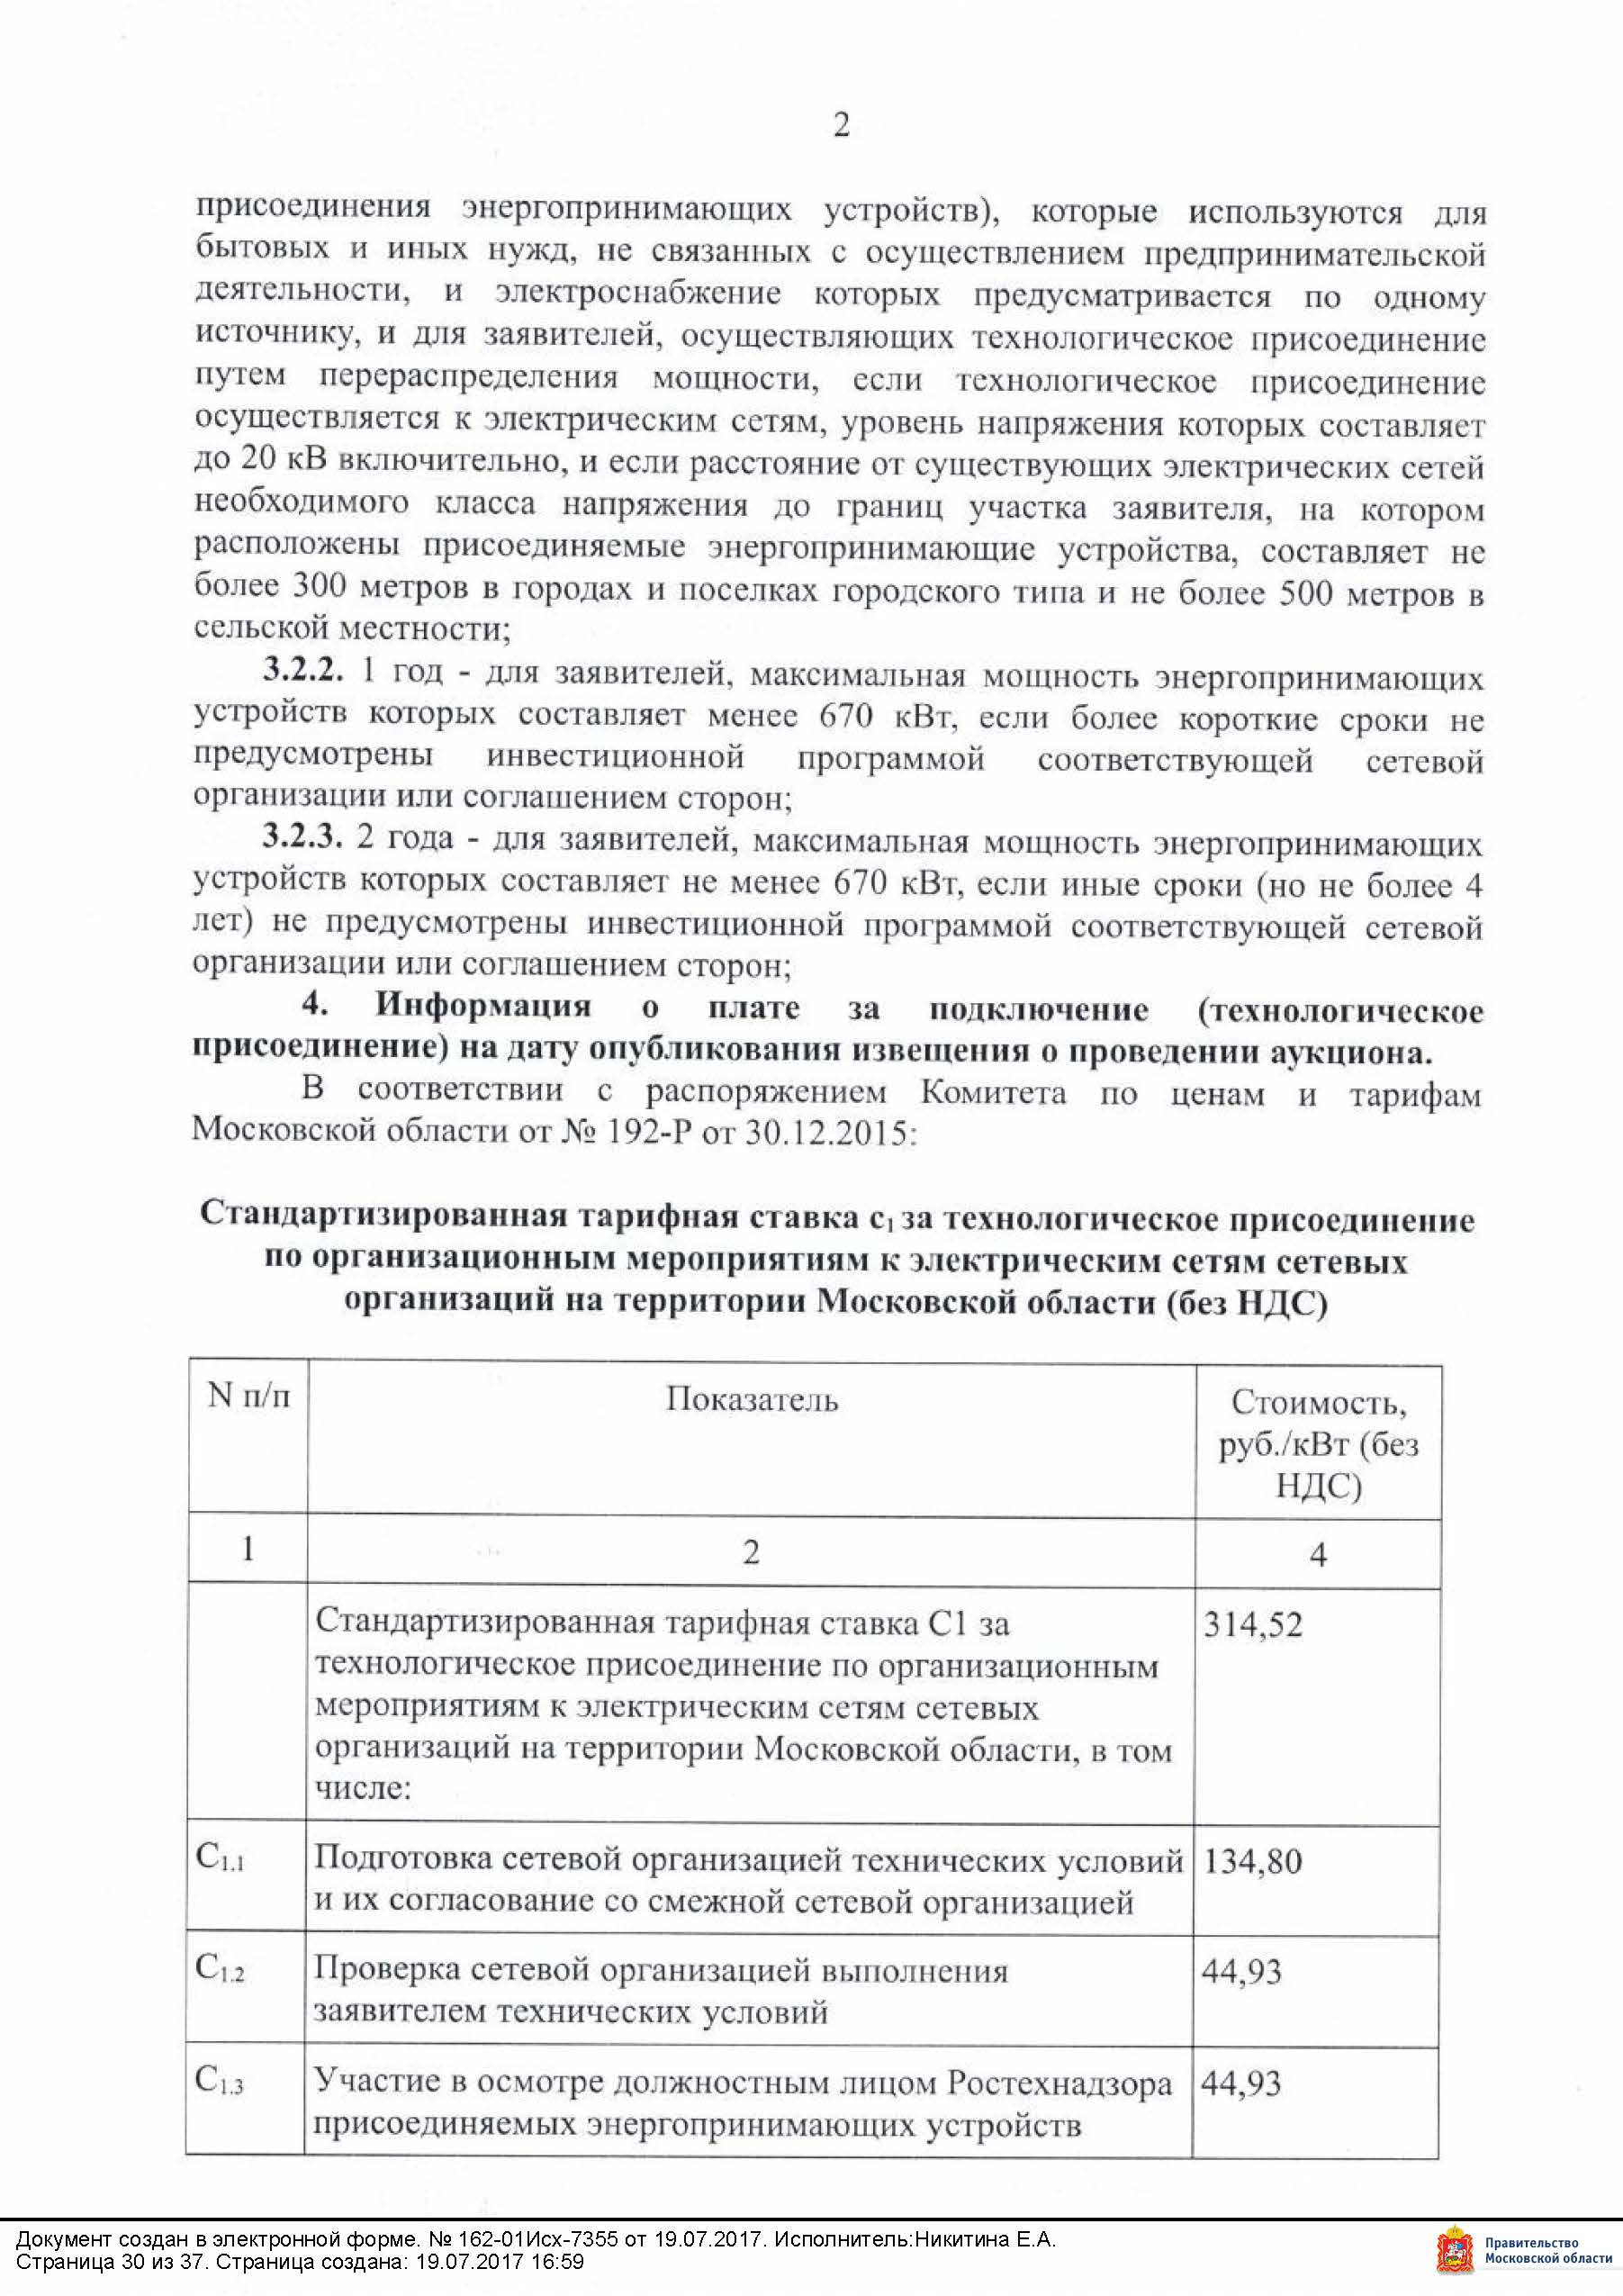 2
присоединения энергопринимающих устройств), которые используются для
бытовых и иных нужд, не связанных с осуществлением предпринимательской
деятельности, и электроснабжение которых предусматривается по одному
источнику, и для заявителей, осуществляющих технологическое присоединение
путем перераспределения мощности, если технологическое присоединение
осуществляется к электрическим сетям, уровень напряжения которых составляет
до 20 кВ включительно, и если расстояние от существующих электрических сетей
необходимого класса напряжения до границ участка заявителя, на котором
расположены присоединяемые энергопринимающие устройства, составляет не
более 300 метров в городах и поселках городского типа и не более 500 метров в
сельской местности;
3.2.2. 1 год - для заявителей, максимальная мощность энергопринимающих
устройств которых составляет менее 670 кВт, если более короткие сроки не
предусмотрены инвестиционной программой соответствующей сетевой
организации или соглашением сторон;
3.2.3. 2 года - для заявителей, максимальная мощность энергопринимающих
устройств которых составляет не менее 670 кВт, если иные сроки (но не более 4
лет) не предусмотрены инвестиционной программой соответствующей сетевой
организации или соглашением сторон;
4. Информация о плате за подключение (технологическое
присоединение) на дату опубликования извещения о проведении аукциона.
В соответствии с распоряжением Комитета по ценам и тарифам
Московской области от № 192-Р от 30.12.2015:
Стандартизированная тарифная ставка с1 за технологическое присоединение
по организационным мероприятиям к электрическим сетям сетевых
организаций на территории Московской области (без НДС)
N п/п
Показатель
Стоимость,
руб./кВт (без
НДС)
1
2
4
Стандартизированная тарифная ставка С1 за
технологическое присоединение по организационным
мероприятиям к электрическим сетям сетевых
организаций на территории Московской области, в том
числе:
314,52
С1.1
Подготовка сетевой организацией технических условий
и их согласование со смежной сетевой организацией
134,80
С1.2
Проверка сетевой организацией выполнения
заявителем технических условий
44,93
С1.3
Участие в осмотре должностным лицом Ростехнадзора
присоединяемых энергопринимающих устройств
44,93
Документ создан в электронной форме. № 162-01Исх-7355 от 19.07.2017. Исполнитель:Никитина Е.А.
Страница 30 из 37. Страница создана: 19.07.2017 16:59
Правительство
Московской области